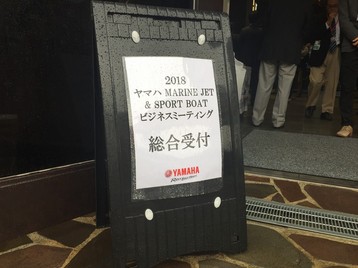 2018
ヤマハ MARINE JET
& SPORT BOAT
ビジネスミーティング
総合受付
YAMAHA